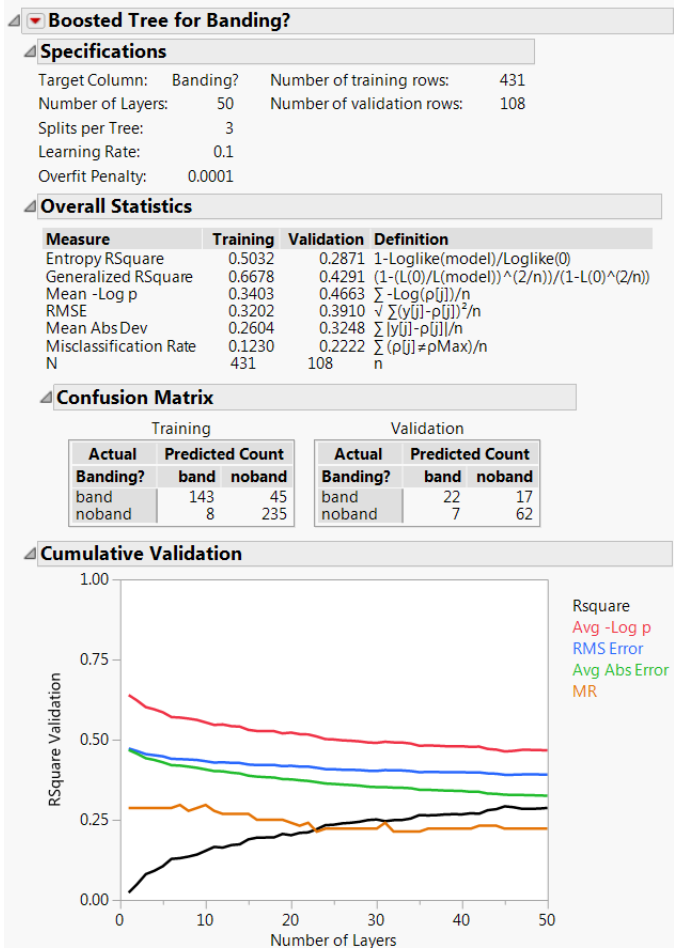 Boosted Tree for Banding?
Specifications
Target Column: Banding? Number of training rows: 431
Number of Layers: 50 Number of validation rows: 108
Splits per Tree: 3
Learning Rate: 0.1
Overfit Penalty: 0.0001
Overall Statistics
Measure Training Validation Definition
Entropy RSquare 0.5032 0.2871 1-Loglike(model)/Loglike(0)
Generalized RSquare 0.6678 0.4291 (1-(L(0)/L(model))^(2/n))/(1-L(0)^(2/n))
Mean -Log p 0.3403 0.4663 ∑ -Log(ρ[j])/n
RMSE 0.3202 0.3910 √ ∑(y[j]-ρ[j])²/n
Mean Abs Dev 0.2604 0.3248 ∑ |y[j]-ρ[j]|/n
Misclassification Rate 0.1230 0.2222 ∑ (ρ[j]≠ρMax)/n
N 431 108 n
Confusion Matrix
Training Validation
Actual Predicted Count Actual Predicted Count
Banding? band noband Banding? band noband
band 143 45 band 22 17
noband 8 235 noband 7 62
Cumulative Validation
1.00
Rsquare
Avg -Log p
0.75
RMS Error
Avg Abs Error
MR
RSquare Validation
0.50
0.25
0.00
0 10 20 30 40 50
Number of Layers